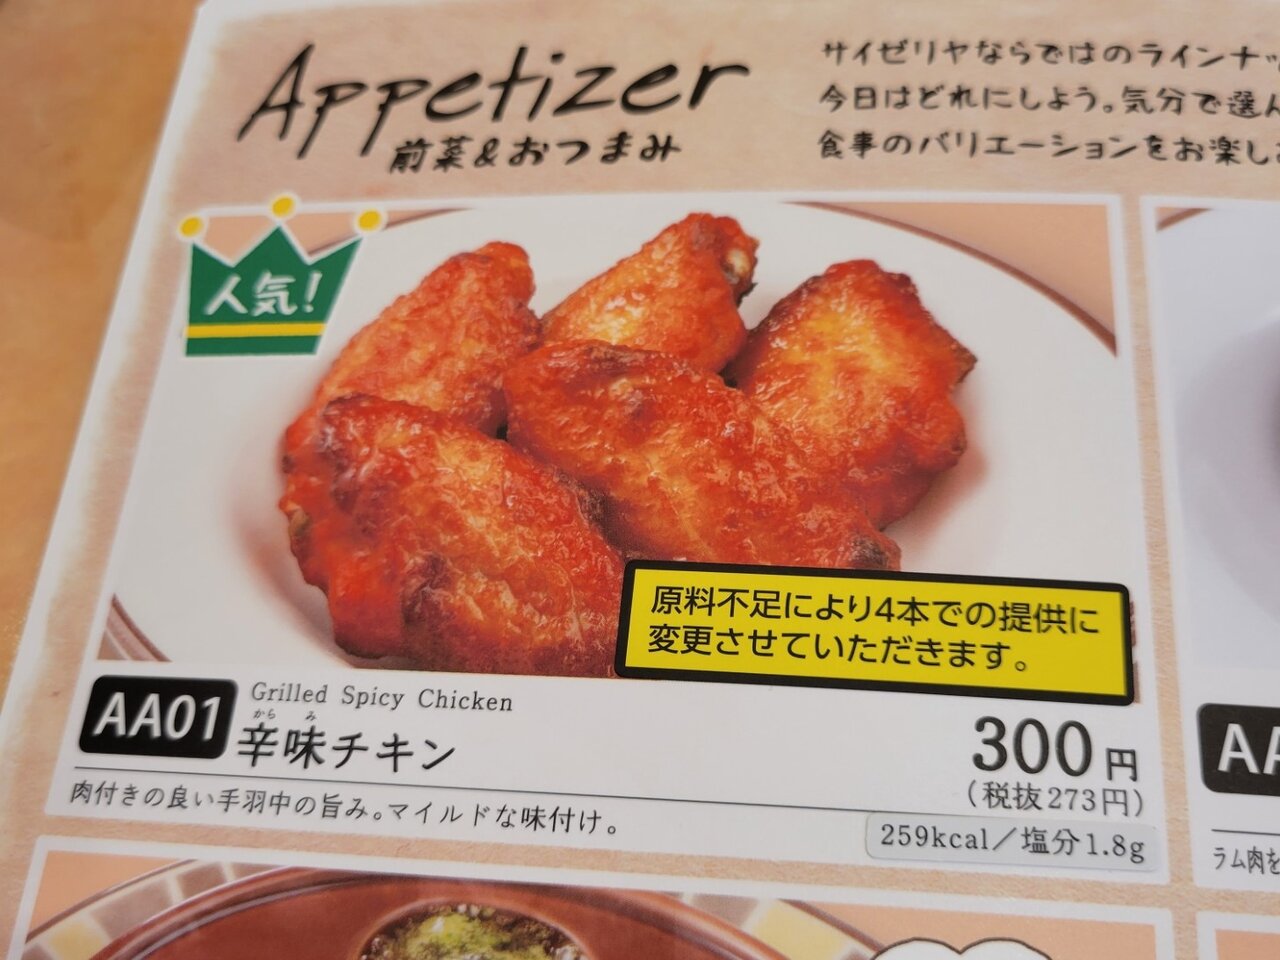 Appetizer
前菜&おつまみ
サイゼリヤならではのラインナッ
今日はどれにしよう。気分で選ん
食事のバリエーションをお楽し
人気!
原料不足により4本での提供に
変更させていただきます。
AA01
Grilled Spicy Chicken
から み
辛味チキン
300円
(税抜273円)
肉付きの良い手羽中の旨み。マイルドな味付け。
259kcal/塩分1.8g
AA
ラム肉を